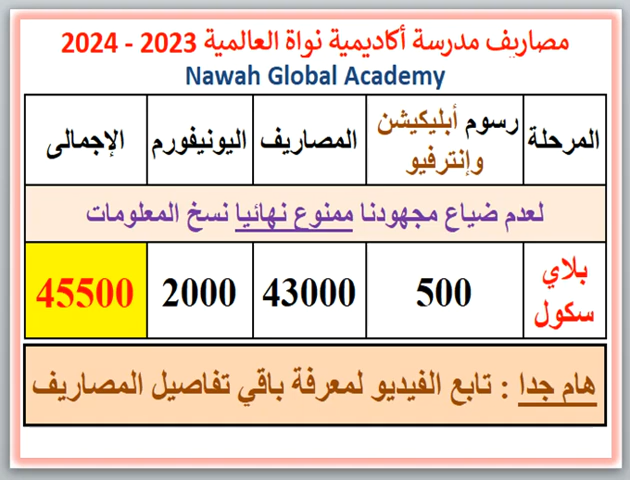 مصاريف مدرسة أكاديمية نواة العالمية 2023 - 2024
Nawah Global Academy
المرحلة رسوم أبليكيشن وإنترفيو المصاريف اليونيفورم الإجمالى
لعدم ضياع مجهودنا ممنوع نهائيا نسخ المعلومات
بلاي سكول 500 43000 2000 45500
هام جدا : تابع الفيديو لمعرفة باقي تفاصيل المصاريف